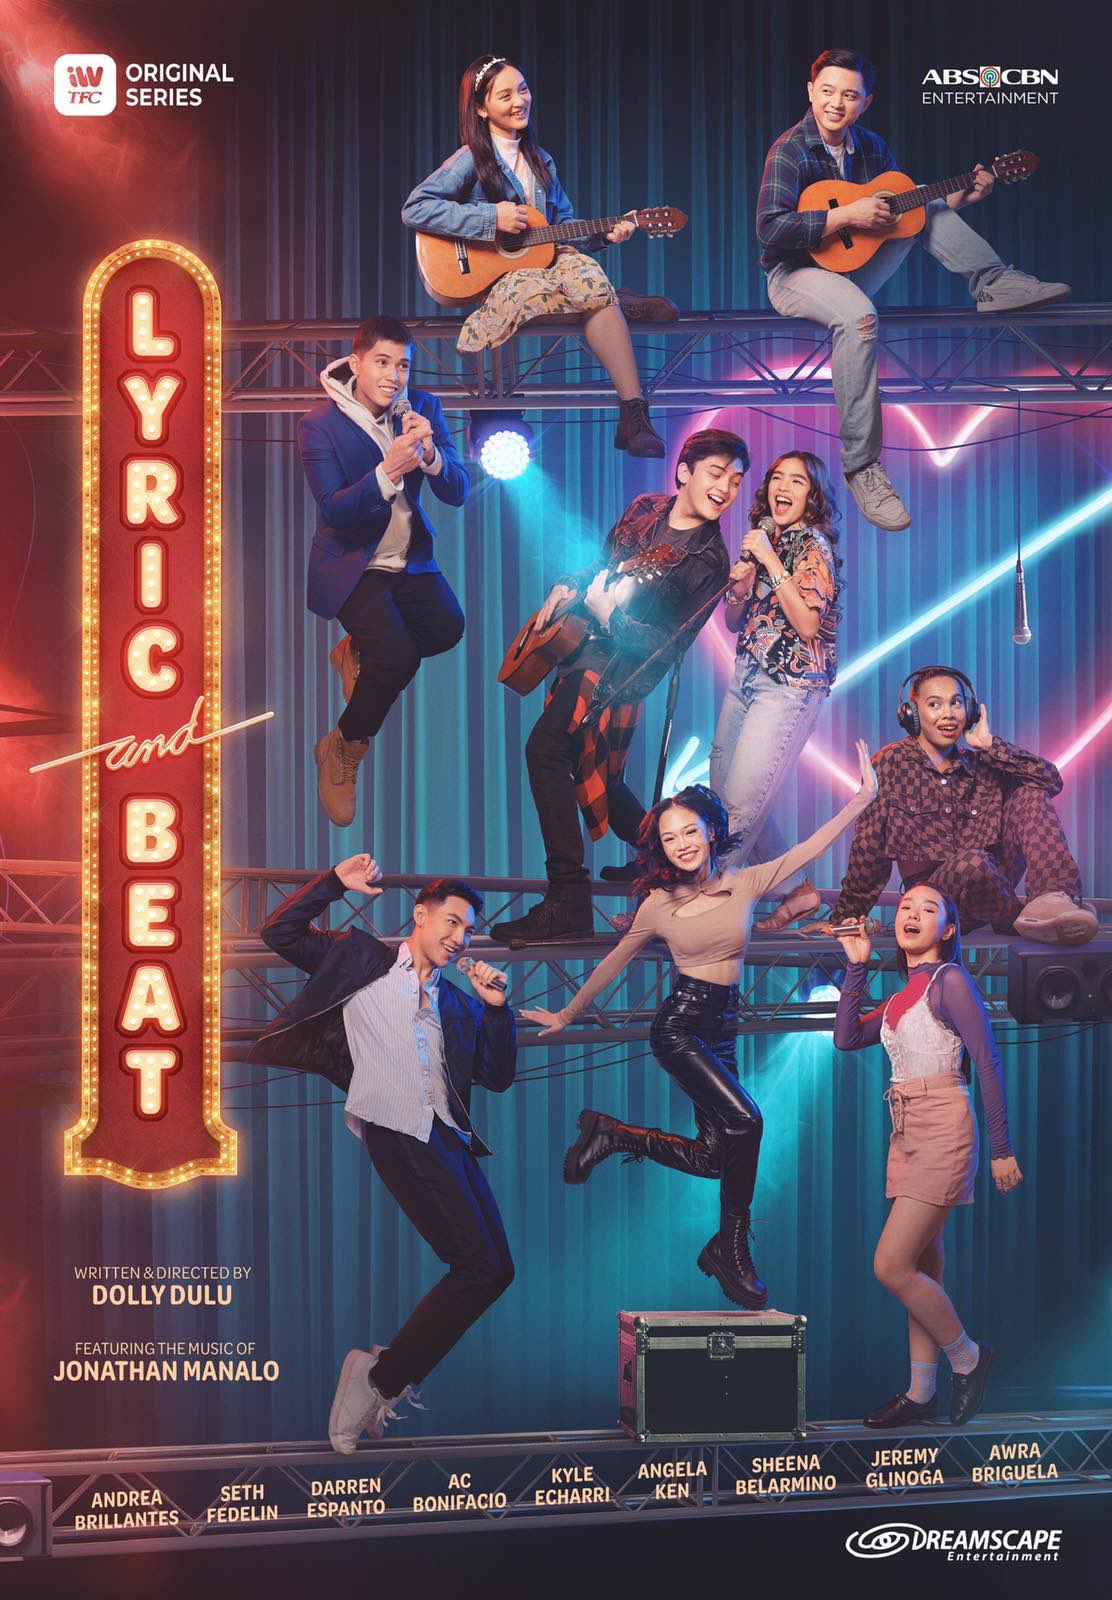 iW
TFC
ORIGINAL
SERIES
ABS CBN
ENTERTAINMENT
LYRIC
and
BEAT
WRITTEN & DIRECTED BY
DOLLY DULU
FEATURING THE MUSIC OF
JONATHAN MANALO
ANDREA
BRILLANTES
SETH
FEDELIN
DARREN
ESPANTO
AC
BONIFACIO
KYLE
ECHARRI
ANGELA
KEN
SHEENA
BELARMINO
JEREMY
GLINOGA
AWRA
BRIGUELA
DREAMSCAPE
Entertainment